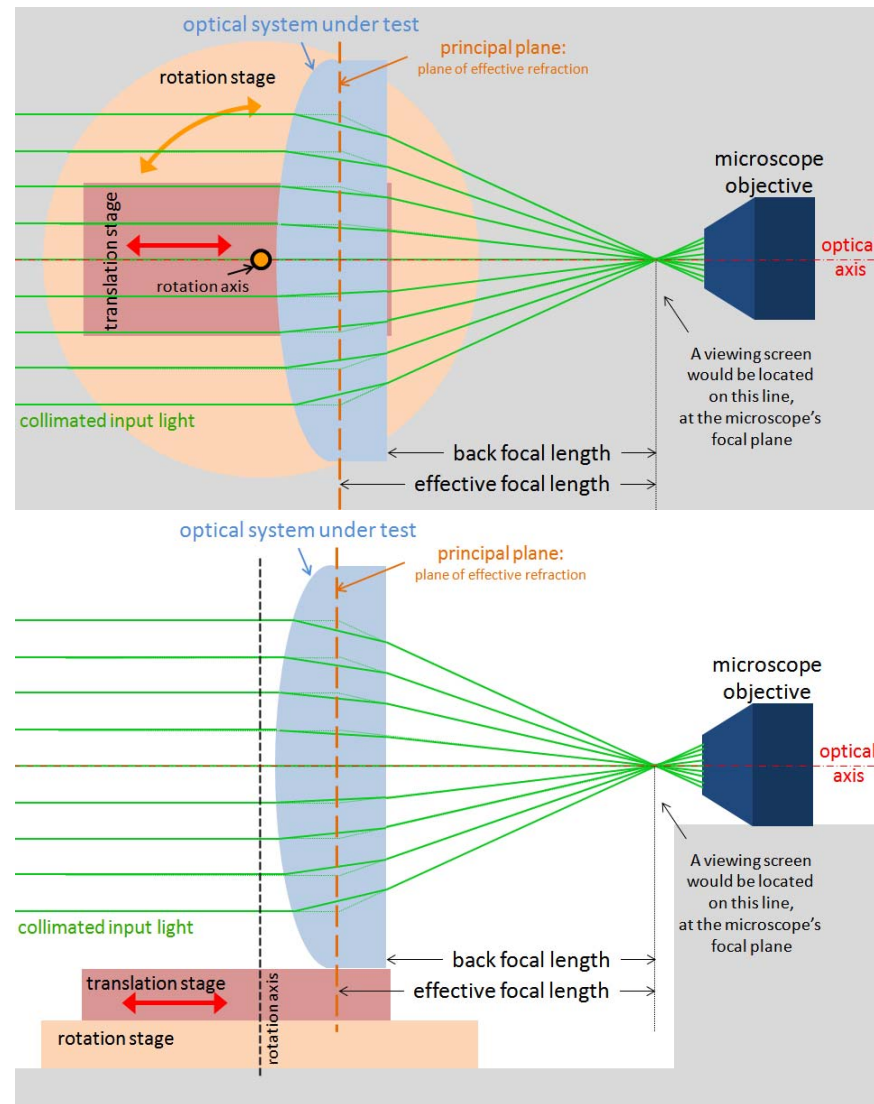 optical system under test
principal plane:
plane of effective refraction
rotation stage
microscope
objective
translation stage
optical
axis
rotation axis
A viewing screen
would be located
on this line,
at the microscope's
focal plane
collimated input light
back focal length
effective focal length
optical system under test
principal plane:
plane of effective refraction
microscope
objective
optical
axis
A viewing screen
would be located
on this line,
at the microscope's
focal plane
collimated input light
back focal length
translation stage
effective focal length
rotation axis
rotation stage